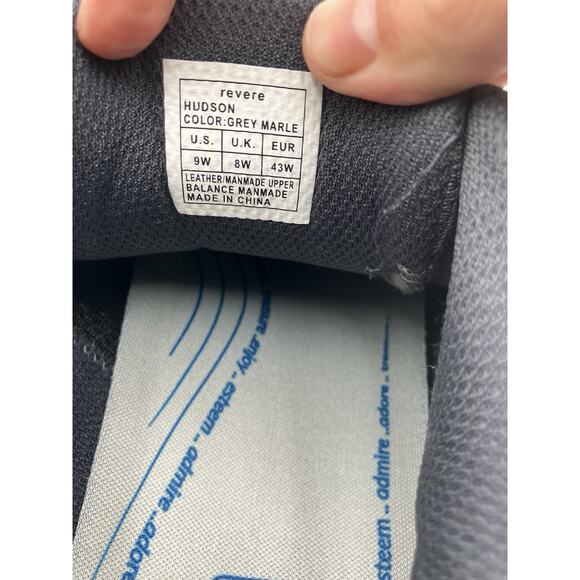 revere
HUDSON
COLOR:GREY MARLE
U.S. U.K. EUR
9W 8W 43W
LEATHER/MANMADE UPPER
BALANCE MANMADE
MADE IN CHINA
enjoy .. esteem .. admire .. adore
esteem .. admire .. adore ..